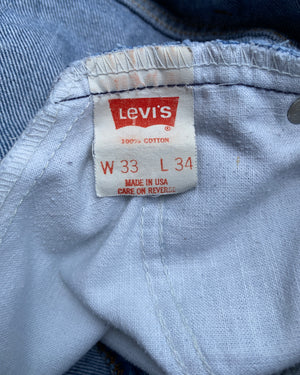 LEVI'S
®
100% COTTON
W 33 L 34
MADE IN USA
CARE ON REVERSE